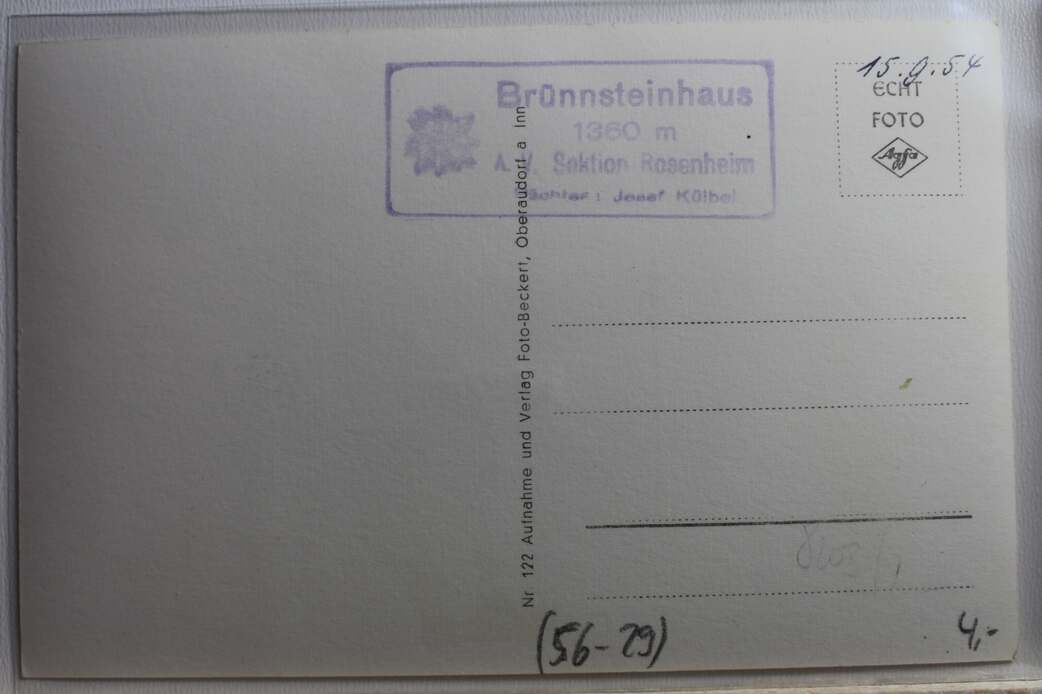 Brünnsteinhaus
1360 m
A. V. Sektion Rosenheim
Pächter: Josef
15.9.54
ECHT
FOTO
Agfa
Nr 122 Aufnahme und Verlag Foto-Beckert, Oberaudorf a Inn
(56-29)
4,-